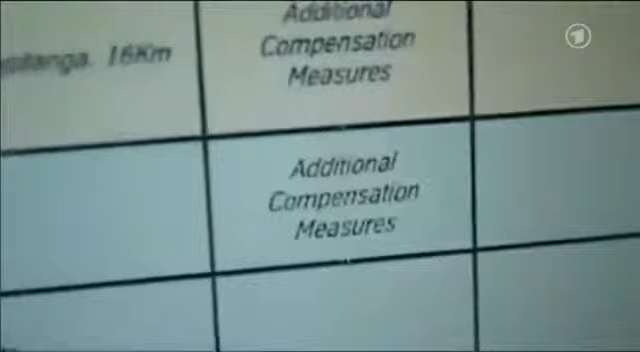 16Km
Additional
Compensation
Measures
Additional
Compensation
Measures